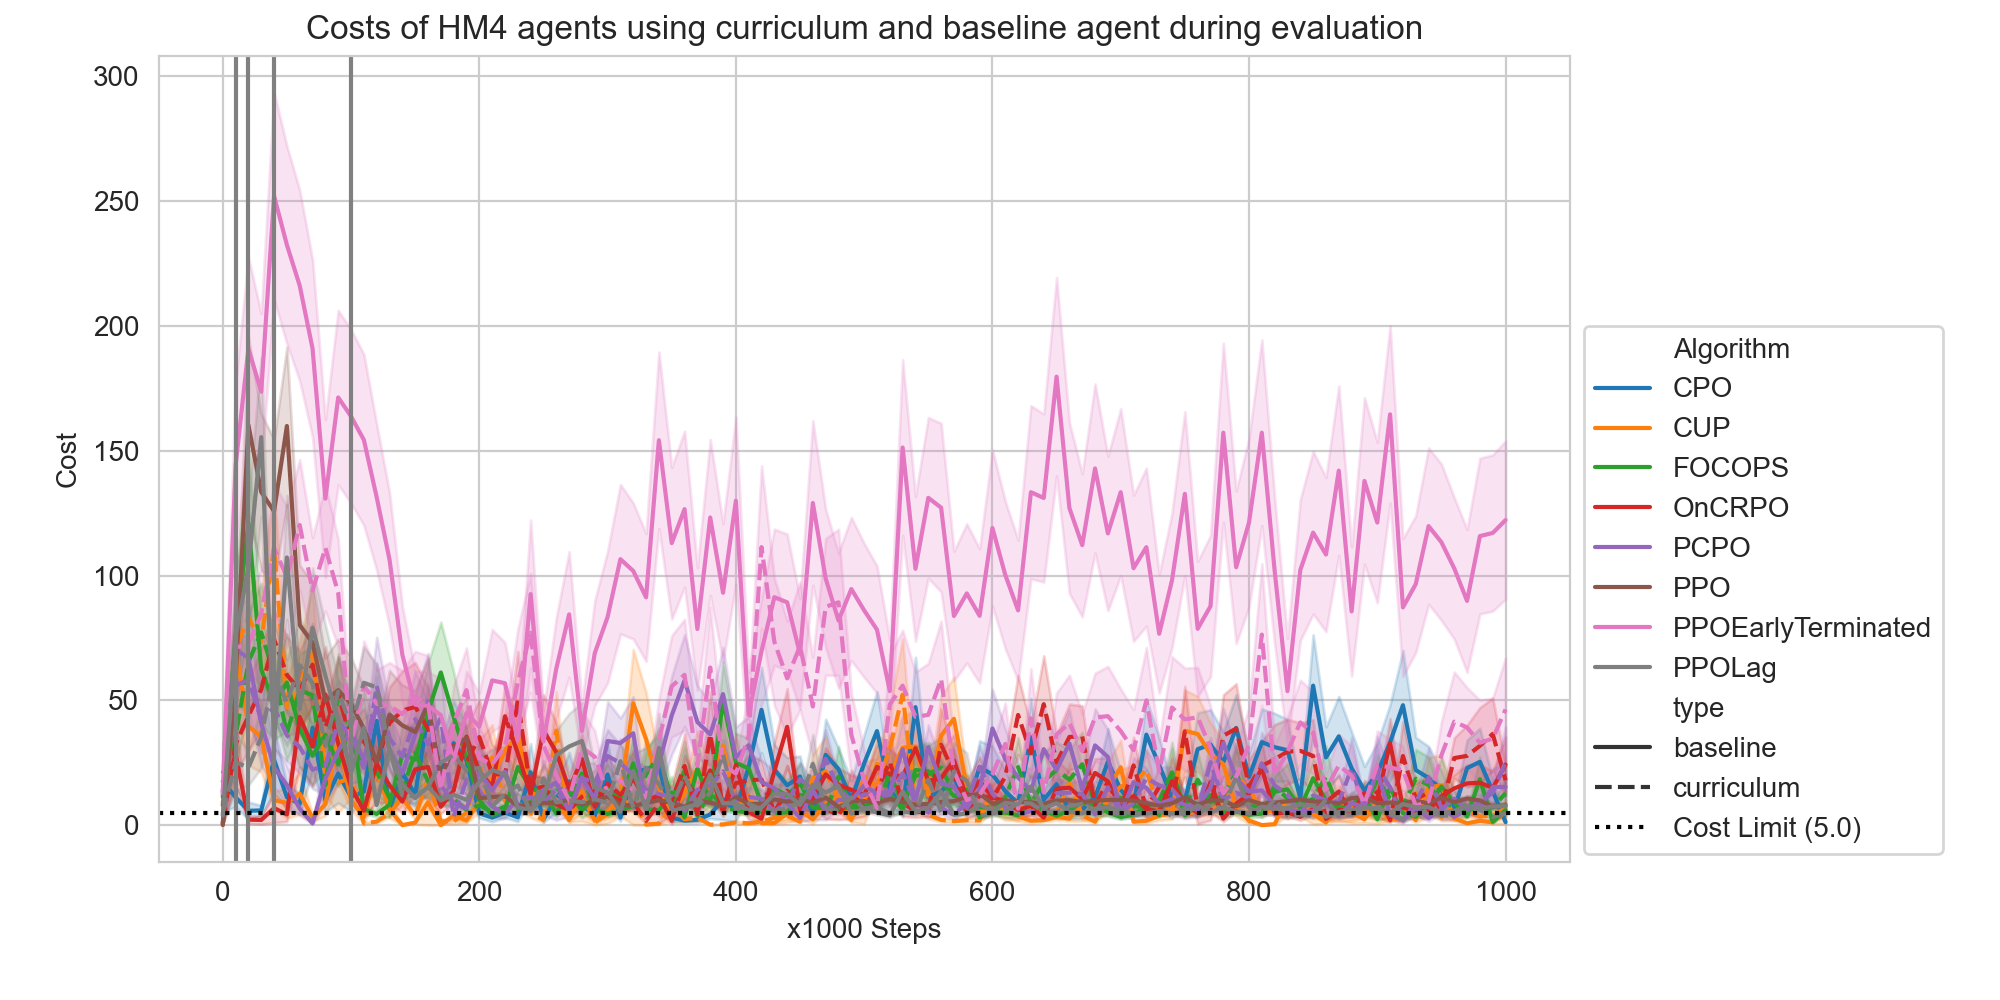 Costs of HM4 agents using curriculum and baseline agent during evaluation
300
250
200
150
100
50
0
Cost
0 200 400 600 800 1000
x1000 Steps
Algorithm
CPO
CUP
FOCOPS
OnCRPO
PCPO
PPO
PPOEarlyTerminated
PPOLag
type
baseline
curriculum
Cost Limit (5.0)